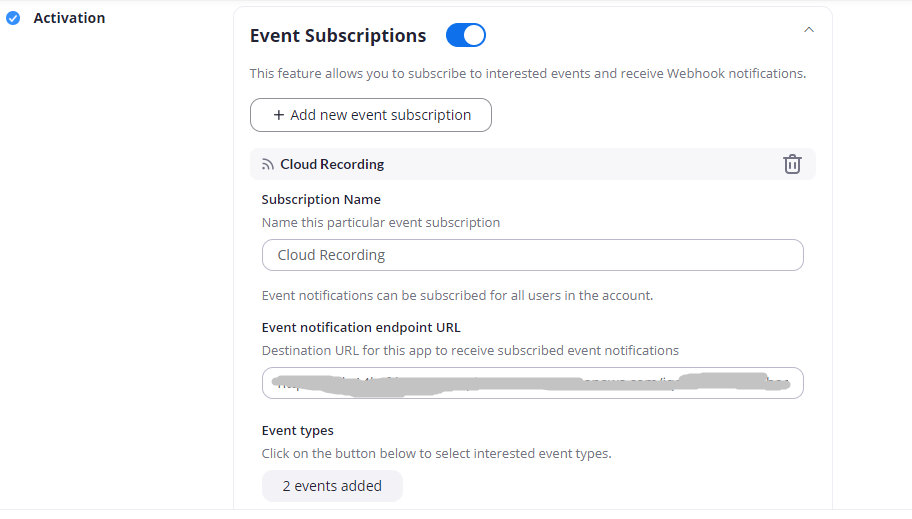 Activation
Event Subscriptions
This feature allows you to subscribe to interested events and receive Webhook notifications.
+ Add new event subscription
Cloud Recording
Subscription Name
Name this particular event subscription
Cloud Recording
Event notifications can be subscribed for all users in the account.
Event notification endpoint URL
Destination URL for this app to receive subscribed event notifications
Event types
Click on the button below to select interested event types.
2 events added